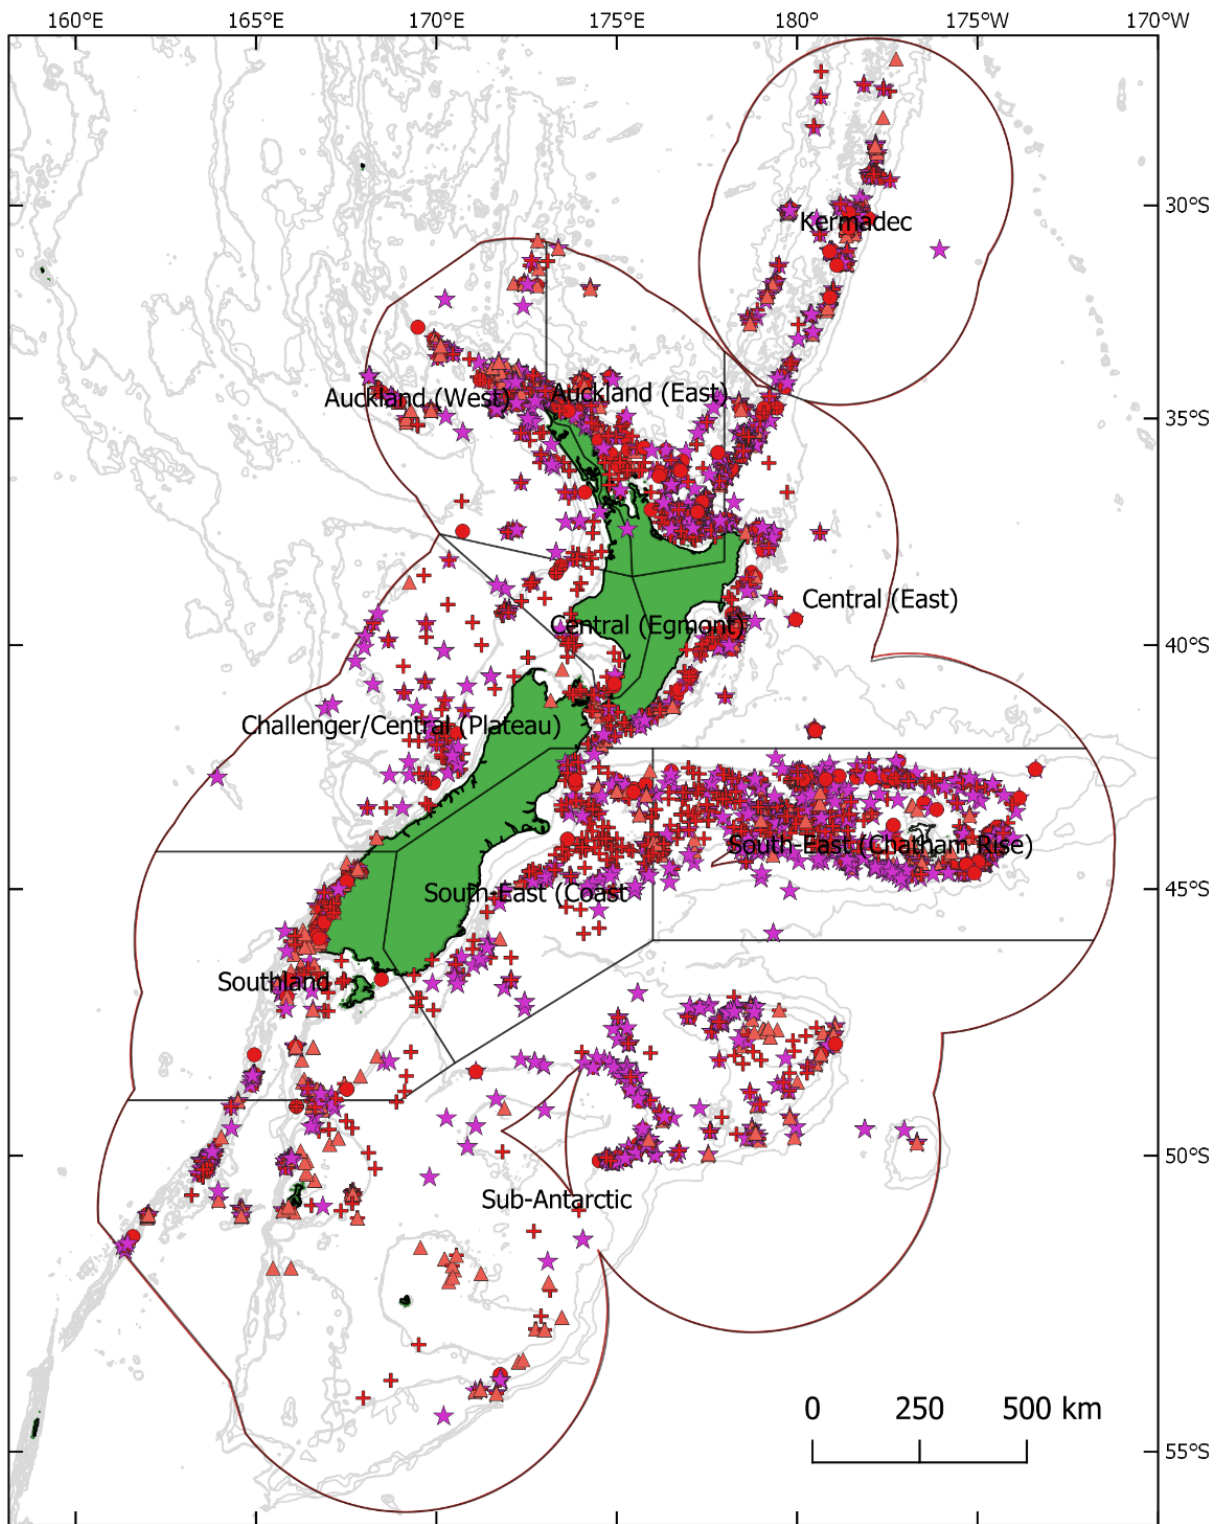 160°E 165°E 170°E 175°E 180° 175°W 170°W
30°S
Kermadec
35°S
Auckland (West)
Auckland (East)
Central (East)
Central (Egmont)
40°S
Challenger/Central (Plateau)
South-East (Chatham Rise)
45°S
South-East (Coast
Southland
50°S
Sub-Antarctic
0 250 500 km
55°S